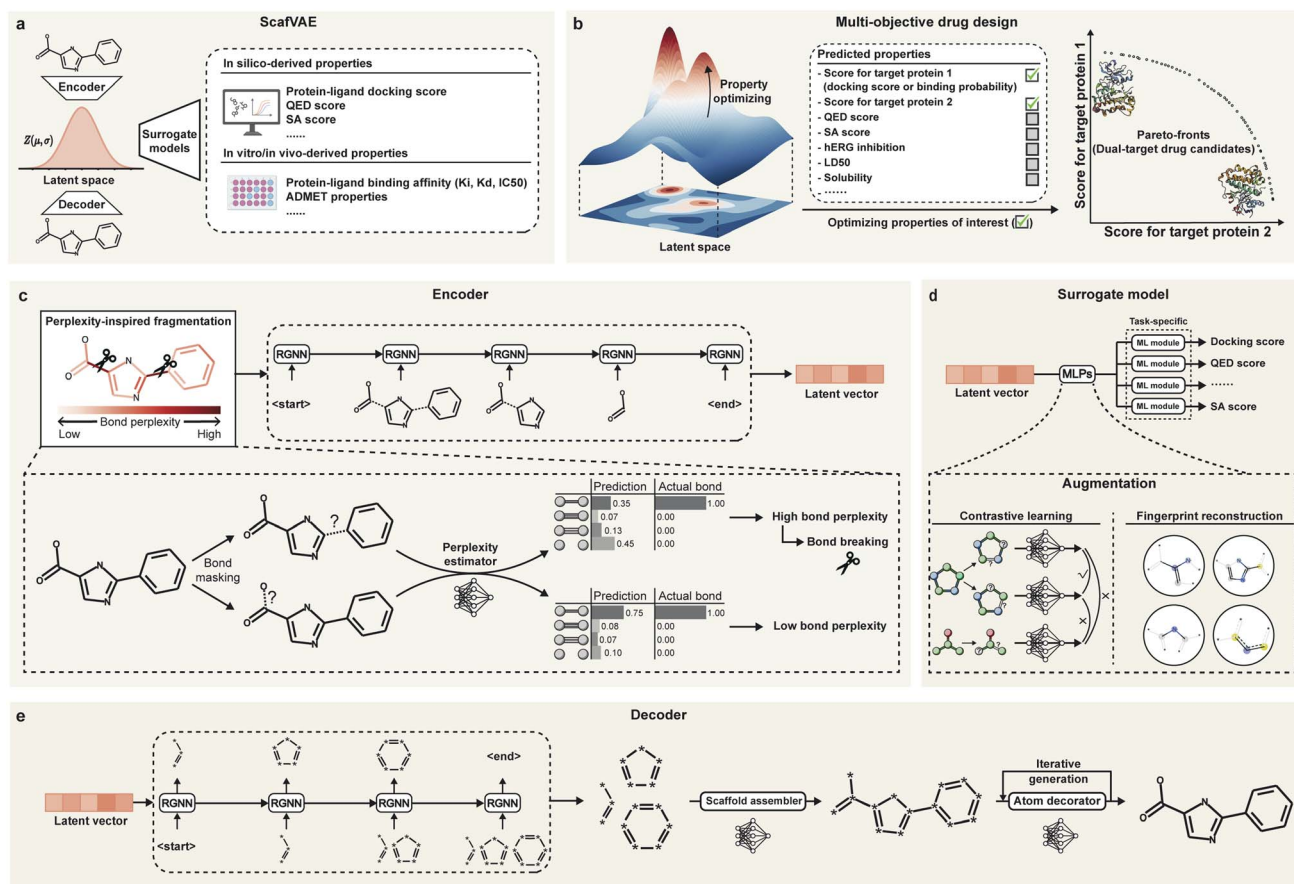 a
ScafVAE
Encoder
Z(μ,σ)
Latent space
Decoder
Surrogate
models
In silico-derived properties
Protein-ligand docking score
QED score
SA score
......
In vitro/in vivo-derived properties
Protein-ligand binding affinity (Ki, Kd, IC50)
ADMET properties
......
b
Multi-objective drug design
Property
optimizing
Latent space
Predicted properties
- Score for target protein 1
(docking score or binding probability)
- Score for target protein 2
- QED score
- SA score
- hERG inhibition
- LD50
- Solubility
- ......
Optimizing properties of interest ( )
Score for target protein 1
Pareto-fronts
(Dual-target drug candidates)
Score for target protein 2
c
Encoder
Perplexity-inspired fragmentation
O
O
N
N
Bond perplexity
Low
High
RGNN
RGNN
RGNN
RGNN
RGNN
<start>
<end>
Latent vector
Bond
masking
?
?
Perplexity
estimator
Prediction
Actual bond
0.35
1.00
0.07
0.00
0.13
0.00
0.45
0.00
High bond perplexity
Bond breaking
Prediction
Actual bond
0.75
1.00
0.08
0.00
0.07
0.00
0.10
0.00
Low bond perplexity
d
Surrogate model
Latent vector
MLPs
Task-specific
ML module
Docking score
ML module
QED score
ML module
......
ML module
SA score
Augmentation
Contrastive learning
Fingerprint reconstruction
e
Decoder
Latent vector
<end>
RGNN
RGNN
RGNN
RGNN
<start>
Scaffold assembler
Iterative
generation
Atom decorator
O
O
N
N